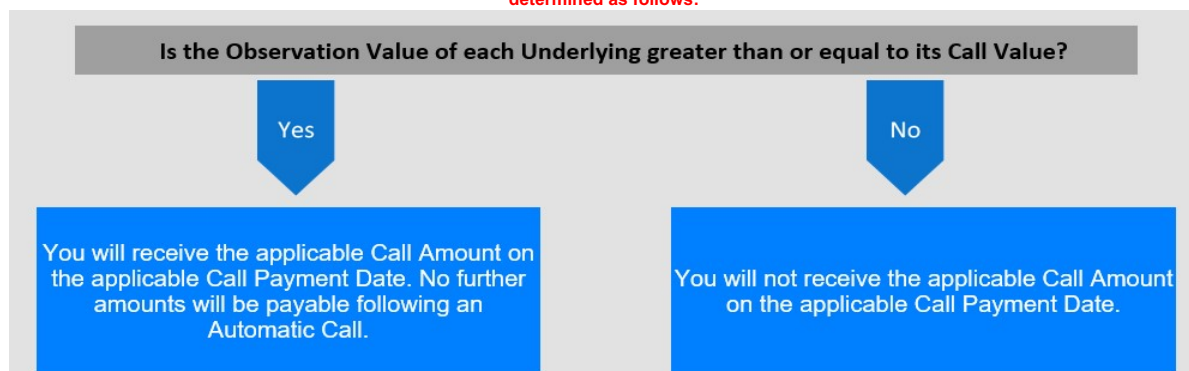 determined as follows:
Is the Observation Value of each Underlying greater than or equal to its Call Value?
Yes
No
You will receive the applicable Call Amount on
the applicable Call Payment Date. No further
amounts will be payable following an
Automatic Call.
You will not receive the applicable Call Amount
on the applicable Call Payment Date.